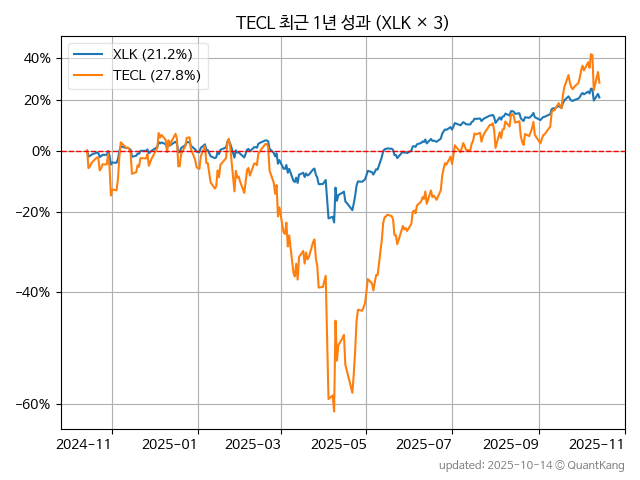 TECL 최근 1년 성과 (XLK × 3)
XLK (21.2%)
TECL (27.8%)
40%
20%
0%
−20%
−40%
−60%
2024-11 2025-01 2025-03 2025-05 2025-07 2025-09 2025-11
updated: 2025-10-14 © QuantKang